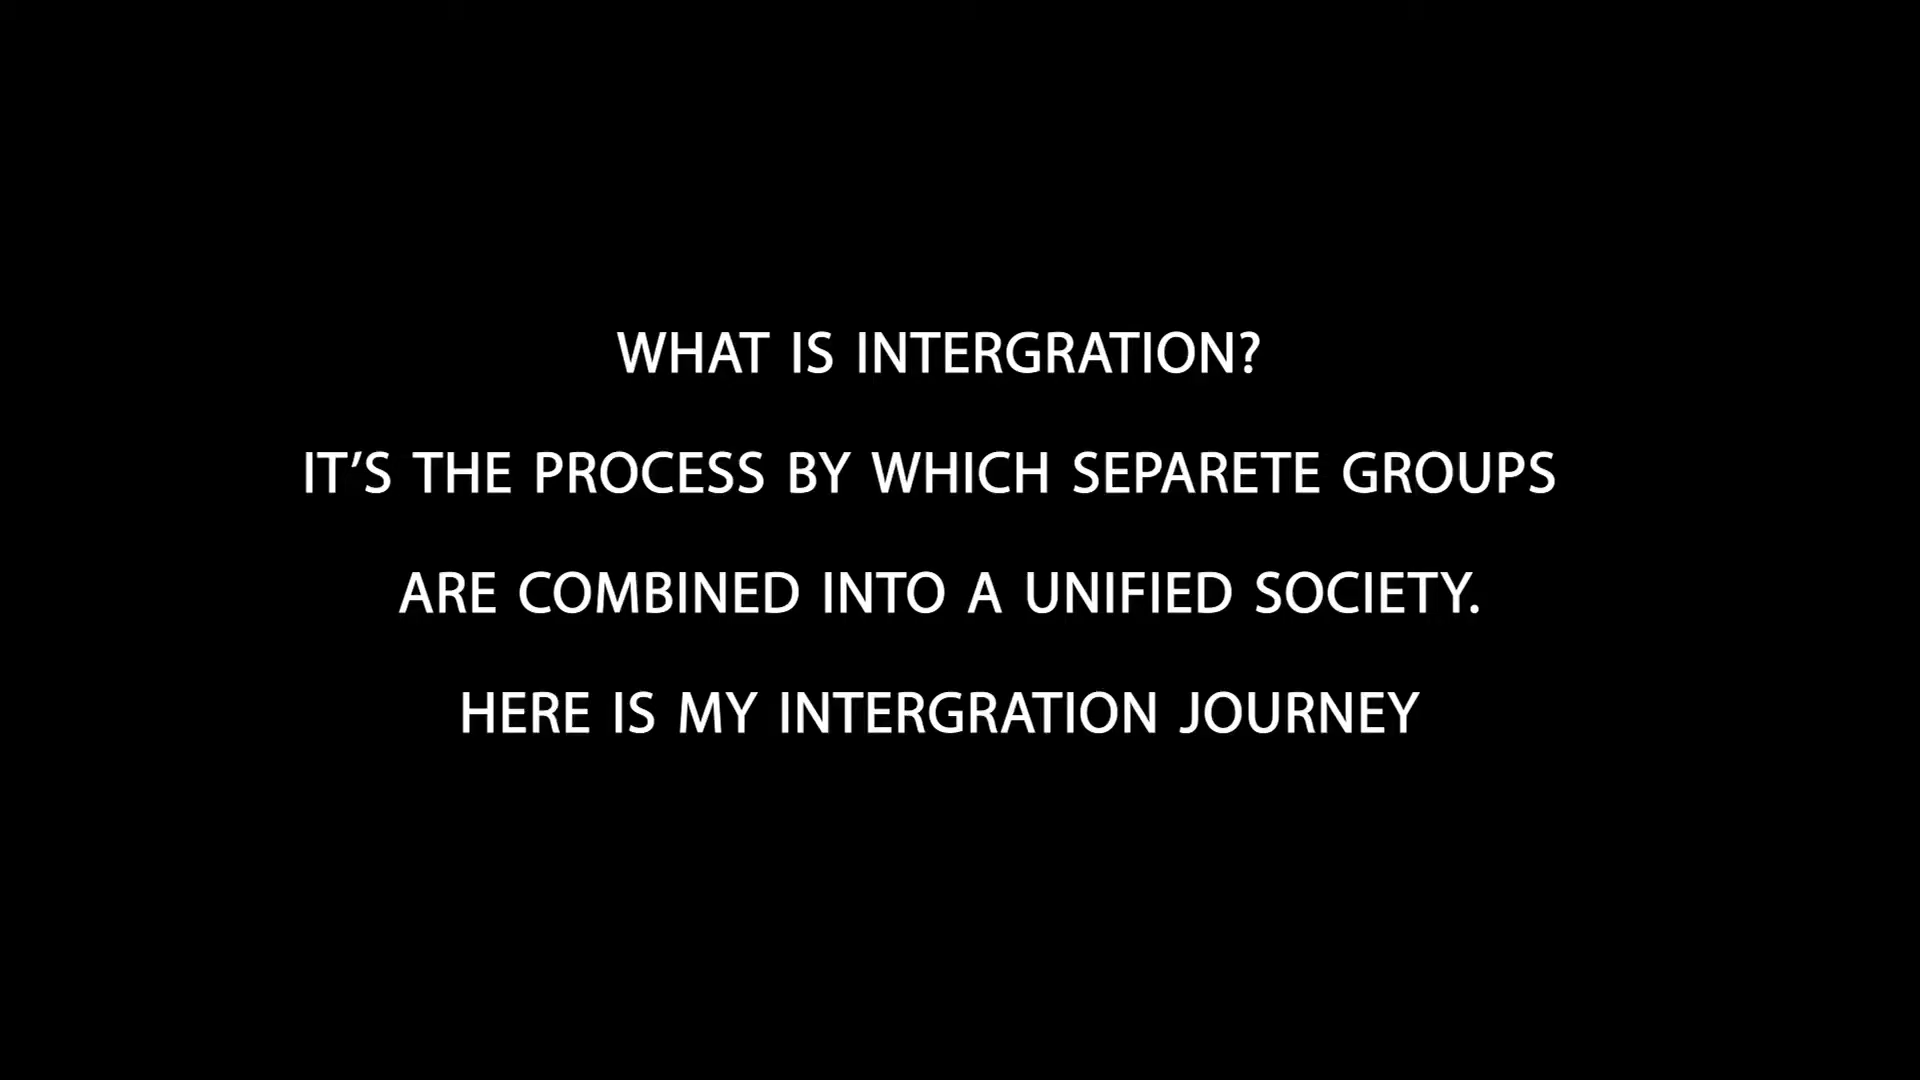 WHAT IS INTERGRATION?
IT’S THE PROCESS BY WHICH SEPARETE GROUPS
ARE COMBINED INTO A UNIFIED SOCIETY.
HERE IS MY INTERGRATION JOURNEY